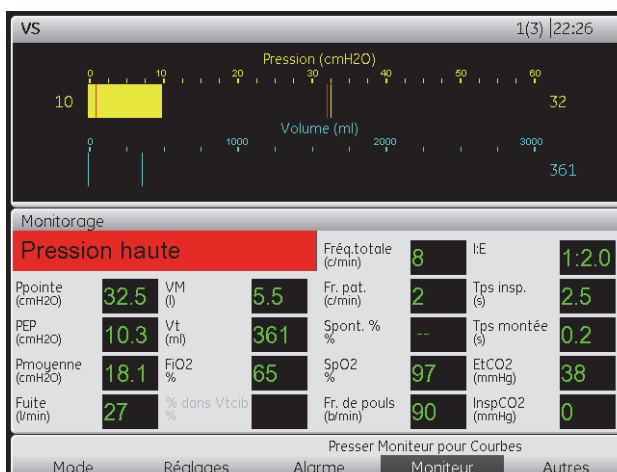 VS 1(3) 22:26
Pression (cmH2O)
0 10 20 30 40 50 60
10 32
Volume (ml)
0 1000 2000 3000
361
Monitorage
Pression haute
Fréq.totale (c/min) 8 I:E 1:2.0
Ppointe (cmH2O) 32.5 VM (l) 5.5 Fr. pat. (c/min) 2 Tps insp. (s) 2.5
PEP (cmH2O) 10.3 Vt (ml) 361 Spont. % % -- Tps montée (s) 0.2
Pmoyenne (cmH2O) 18.1 FiO2 % 65 SpO2 % 97 EtCO2 (mmHg) 38
Fuite (l/min) 27 % dans Vtcib % Fr. de pouls (b/min) 90 InspCO2 (mmHg) 0
Presser Moniteur pour Courbes
Mode Réglages Alarme Moniteur Autres